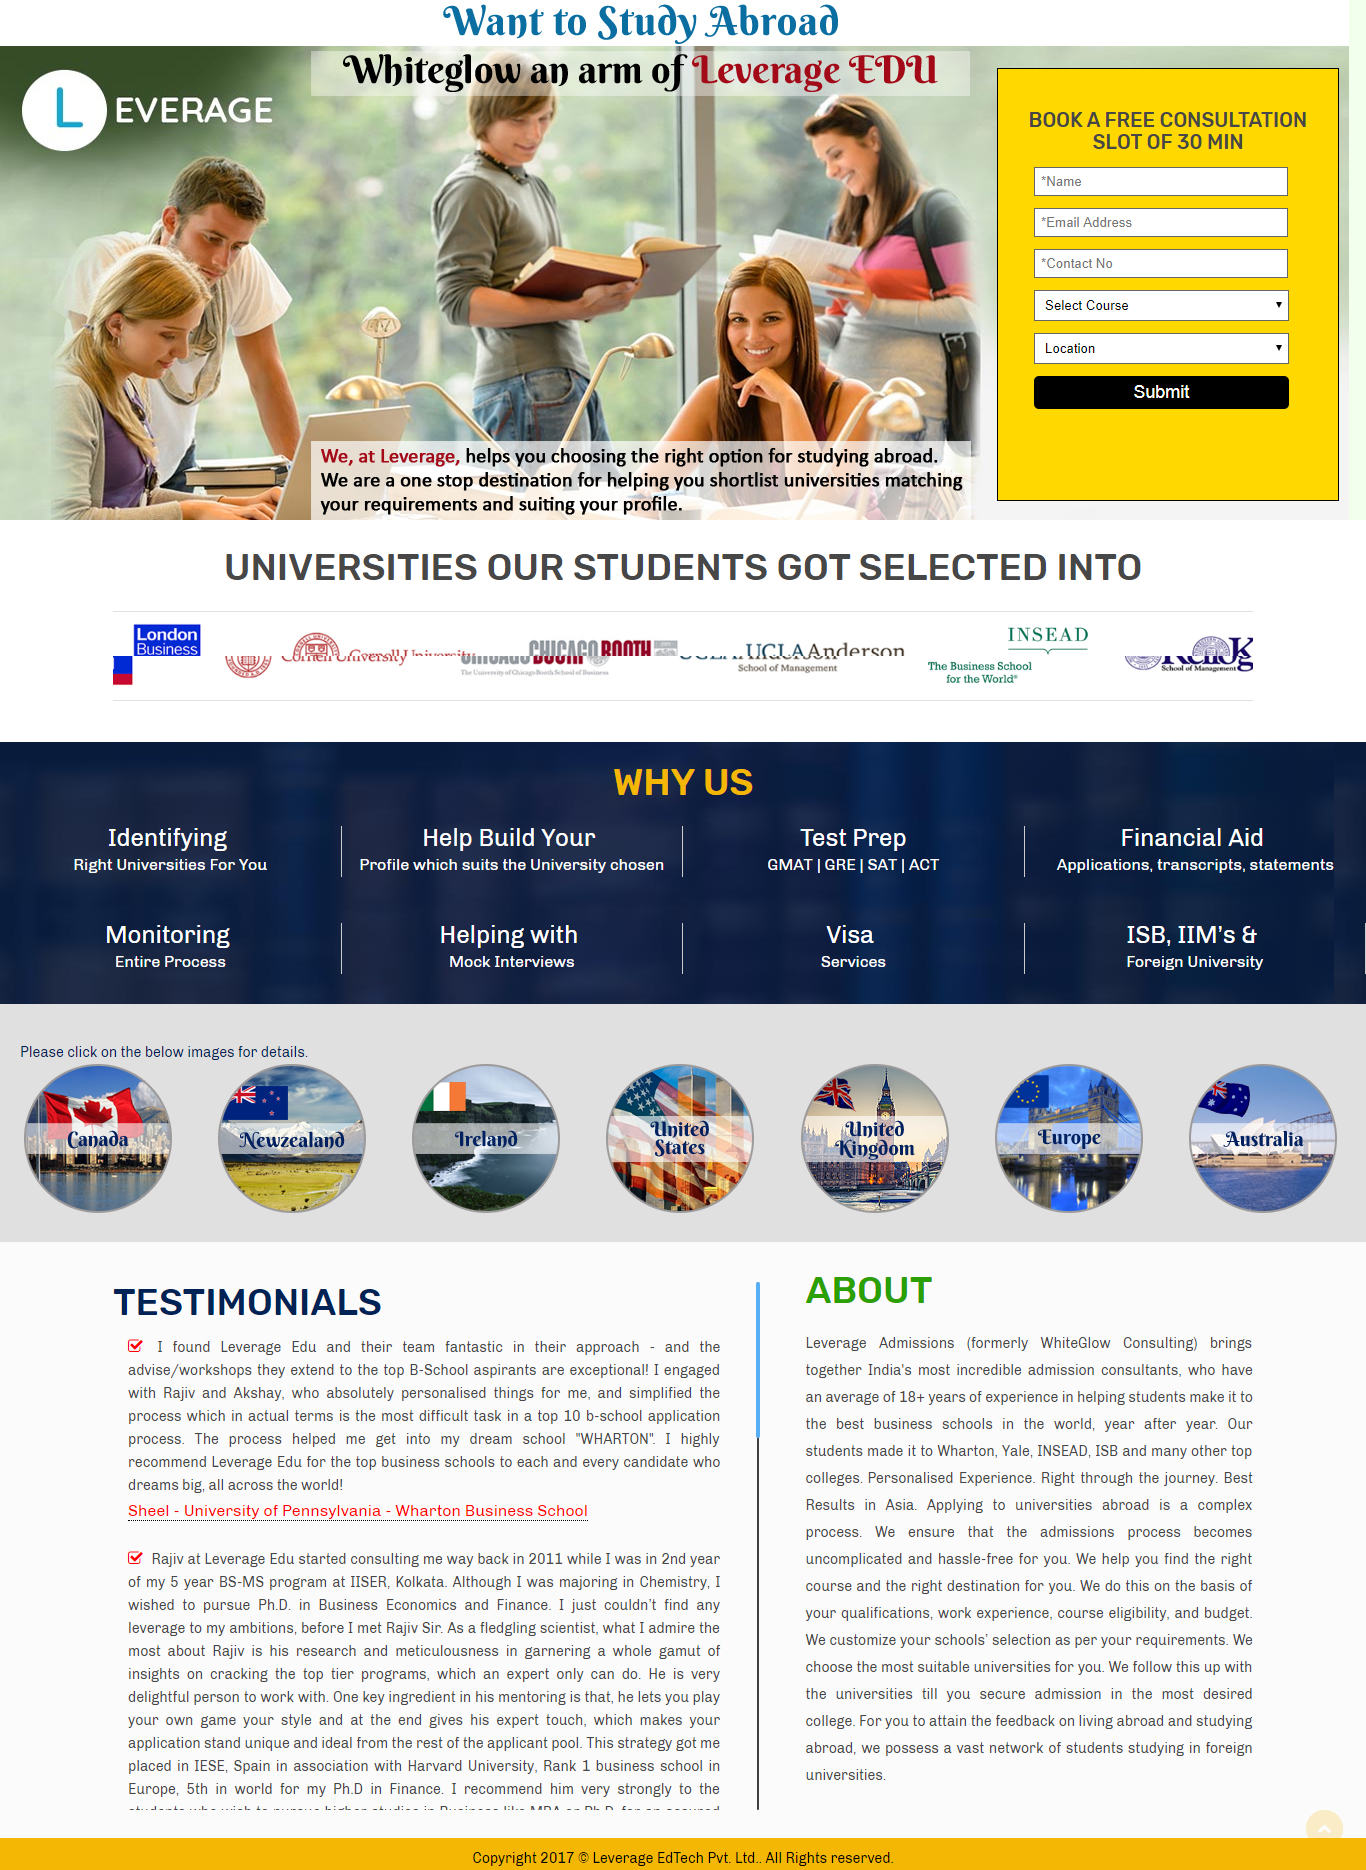 Want to Study Abroad
Whiteglow an arm of Leverage EDU
LEVERAGE
BOOK A FREE CONSULTATION
SLOT OF 30 MIN
*Name
*Email Address
*Contact No
Select Course
Location
Submit
We, at Leverage, helps you choosing the right option for studying abroad.
We are a one stop destination for helping you shortlist universities matching
your requirements and suiting your profile.
UNIVERSITIES OUR STUDENTS GOT SELECTED INTO
London
Business
Cornell University
CHICAGO BOOTH
The University of Chicago Booth School of Business
UCLA Anderson
School of Management
INSEAD
The Business School
for the World®
School of Management
WHY US
Identifying
Right Universities For You
Help Build Your
Profile which suits the University chosen
Test Prep
GMAT | GRE | SAT | ACT
Financial Aid
Applications, transcripts, statements
Monitoring
Entire Process
Helping with
Mock Interviews
Visa
Services
ISB, IIM's &
Foreign University
Please click on the below images for details.
Canada
Newzealand
Ireland
United
States
United
Kingdom
Europe
Australia
TESTIMONIALS
I found Leverage Edu and their team fantastic in their approach - and the
advise/workshops they extend to the top B-School aspirants are exceptional! I engaged
with Rajiv and Akshay, who absolutely personalised things for me, and simplified the
process which in actual terms is the most difficult task in a top 10 b-school application
process. The process helped me get into my dream school "WHARTON". I highly
recommend Leverage Edu for the top business schools to each and every candidate who
dreams big, all across the world!
Sheel - University of Pennsylvania - Wharton Business School
Rajiv at Leverage Edu started consulting me way back in 2011 while I was in 2nd year
of my 5 year BS-MS program at IISER, Kolkata. Although I was majoring in Chemistry, I
wished to pursue Ph.D. in Business Economics and Finance. I just couldn't find any
leverage to my ambitions, before I met Rajiv Sir. As a fledgling scientist, what I admire the
most about Rajiv is his research and meticulousness in garnering a whole gamut of
insights on cracking the top tier programs, which an expert only can do. He is very
delightful person to work with. One key ingredient in his mentoring is that, he lets you play
your own game your style and at the end gives his expert touch, which makes your
application stand unique and ideal from the rest of the applicant pool. This strategy got me
placed in IESE, Spain in association with Harvard University, Rank 1 business school in
Europe, 5th in world for my Ph.D in Finance. I recommend him very strongly to the
ABOUT
Leverage Admissions (formerly WhiteGlow Consulting) brings
together India's most incredible admission consultants, who have
an average of 18+ years of experience in helping students make it to
the best business schools in the world, year after year. Our
students made it to Wharton, Yale, INSEAD, ISB and many other top
colleges. Personalised Experience. Right through the journey. Best
Results in Asia. Applying to universities abroad is a complex
process. We ensure that the admissions process becomes
uncomplicated and hassle-free for you. We help you find the right
course and the right destination for you. We do this on the basis of
your qualifications, work experience, course eligibility, and budget.
We customize your schools' selection as per your requirements. We
choose the most suitable universities for you. We follow this up with
the universities till you secure admission in the most desired
college. For you to attain the feedback on living abroad and studying
abroad, we possess a vast network of students studying in foreign
universities.
Copyright 2017 © Leverage EdTech Pvt. Ltd.. All Rights reserved.